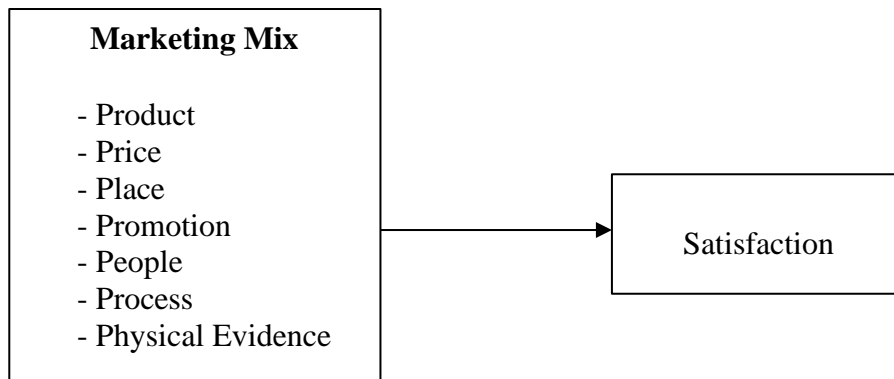 Marketing Mix
- Product
- Price
- Place
- Promotion
- People
- Process
- Physical Evidence
Satisfaction